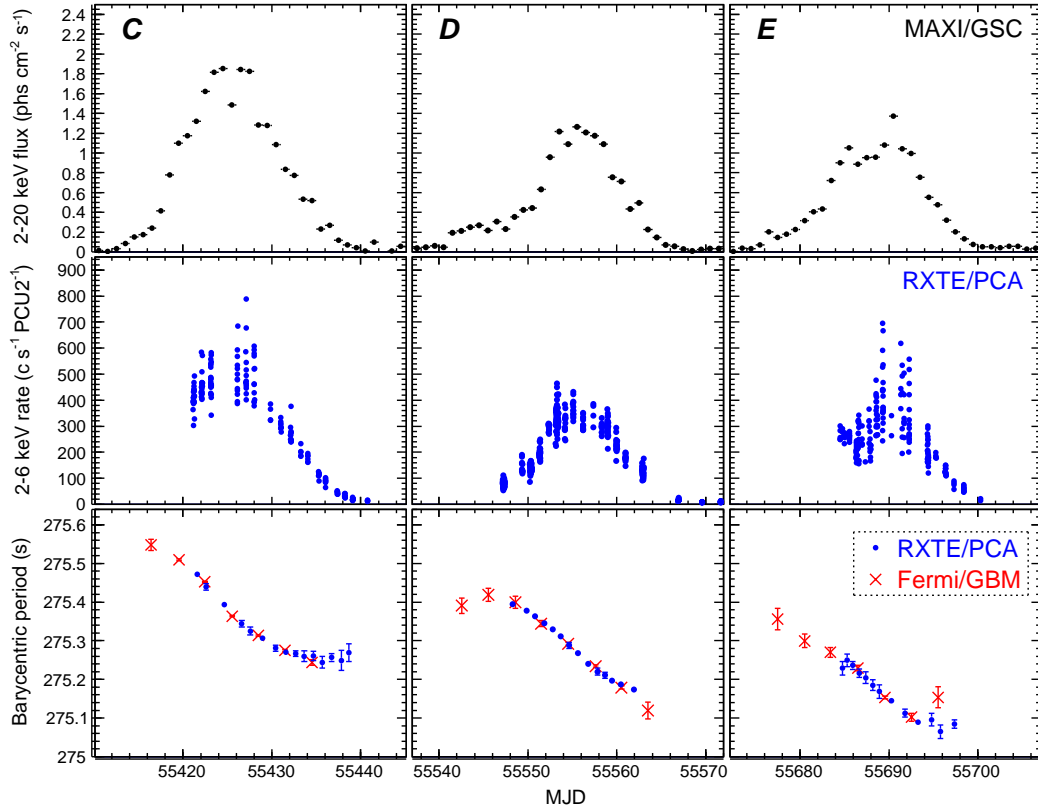 C
D
E
MAXI/GSC
2-20 keV flux (phs cm-2 s-1)
2.4
2.2
2
1.8
1.6
1.4
1.2
1
0.8
0.6
0.4
0.2
0
RXTE/PCA
2-6 keV rate (c s-1 PCU2-1)
900
800
700
600
500
400
300
200
100
0
Barycentric period (s)
275.6
275.5
275.4
275.3
275.2
275.1
275
RXTE/PCA
Fermi/GBM
55420 55430 55440 55540 55550 55560 55570 55680 55690 55700
MJD